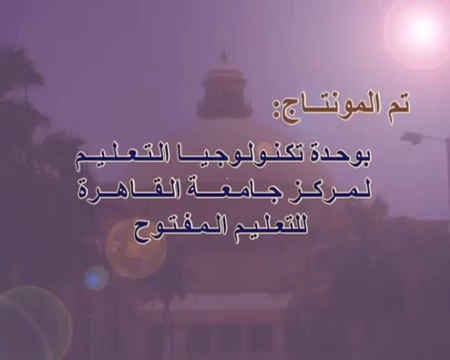 تم المونتاج:
بوحدة تكنولوجيا التعليم
لمركز جامعة القاهرة
للتعليم المفتوح